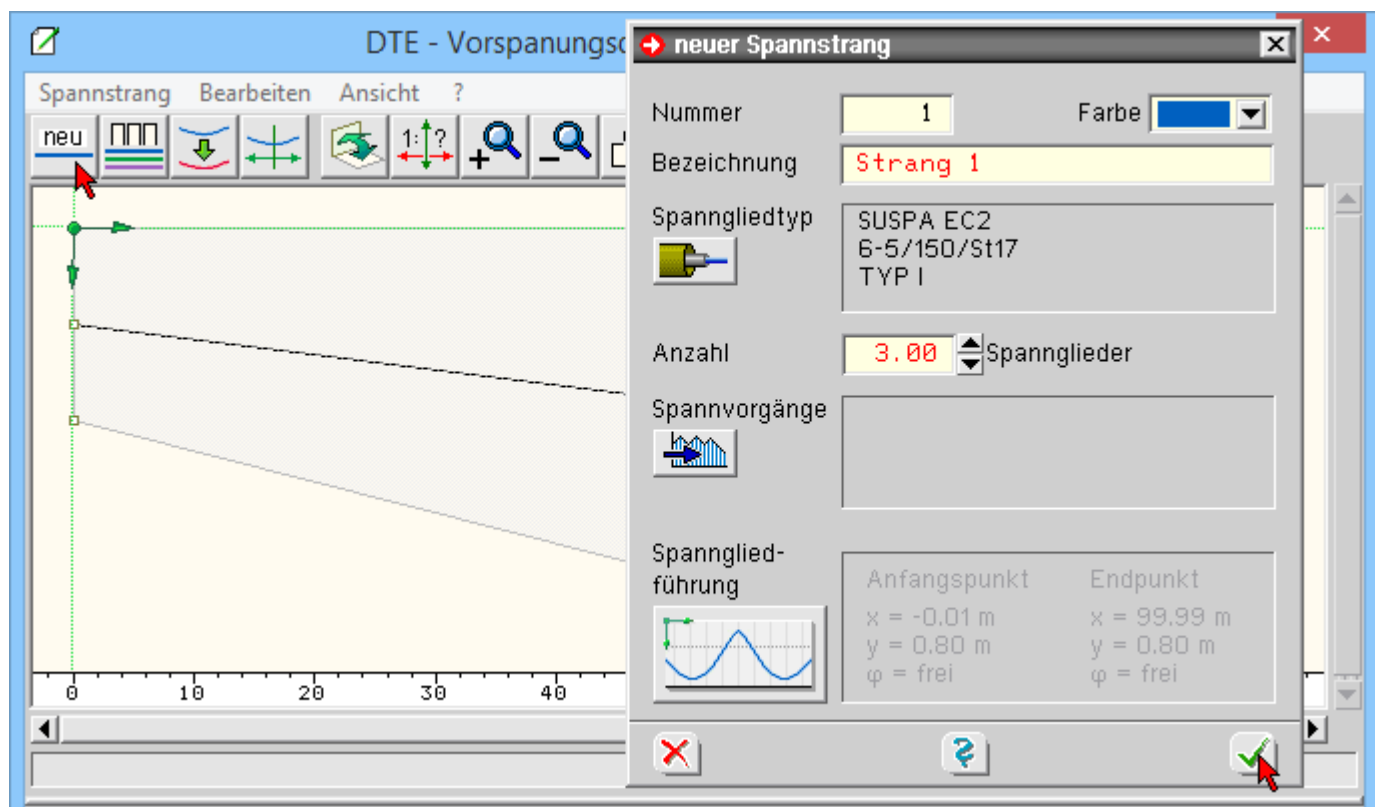 DTE - Vorspanungsd
Spannstrang Bearbeiten Ansicht ?
neu
1:?
0 10 20 30 40
neuer Spannstrang
Nummer 1 Farbe
Bezeichnung Strang 1
Spanngliedtyp
SUSPA EC2
6-5/150/St17
TYP I
Anzahl 3.00 Spannglieder
Spannvorgänge
Spannglied-
führung
Anfangspunkt Endpunkt
x = -0.01 m x = 99.99 m
y = 0.80 m y = 0.80 m
φ = frei φ = frei